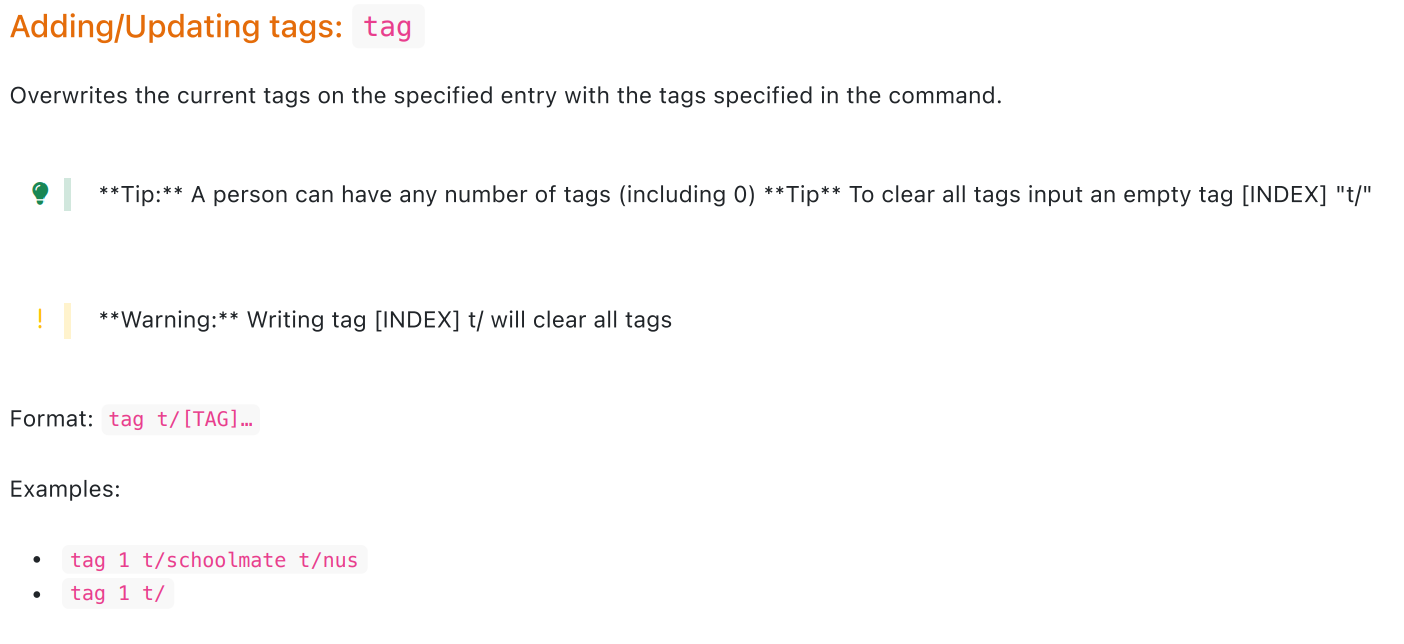 Adding/Updating tags: tag
Overwrites the current tags on the specified entry with the tags specified in the command.
**Tip:** A person can have any number of tags (including 0) **Tip** To clear all tags input an empty tag [INDEX] "t/"
! **Warning:** Writing tag [INDEX] t/ will clear all tags
Format: tag t/[TAG]…
Examples:
• tag 1 t/schoolmate t/nus
• tag 1 t/